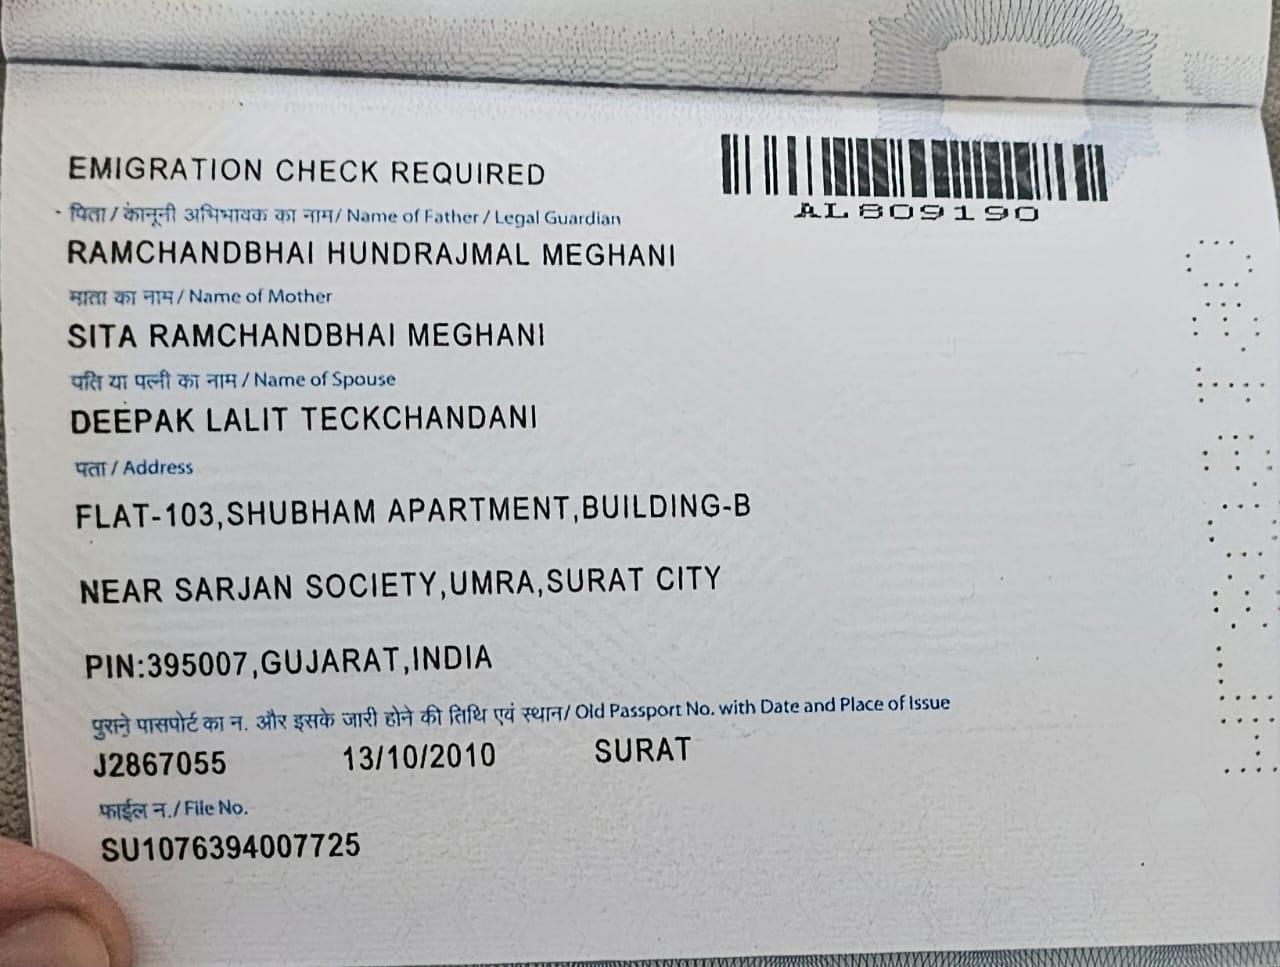 EMIGRATION CHECK REQUIRED
AL809190
पिता / कानूनी अभिभावक का नाम / Name of Father / Legal Guardian
RAMCHANDBHAI HUNDRAJMAL MEGHANI
माता का नाम / Name of Mother
SITA RAMCHANDBHAI MEGHANI
पति या पत्नी का नाम / Name of Spouse
DEEPAK LALIT TECKCHANDANI
पता / Address
FLAT-103,SHUBHAM APARTMENT,BUILDING-B
NEAR SARJAN SOCIETY,UMRA,SURAT CITY
PIN:395007,GUJARAT,INDIA
पुराने पासपोर्ट का न. और इसके जारी होने की तिथि एवं स्थान/ Old Passport No. with Date and Place of Issue
J2867055 13/10/2010 SURAT
फाईल न./ File No.
SU1076394007725